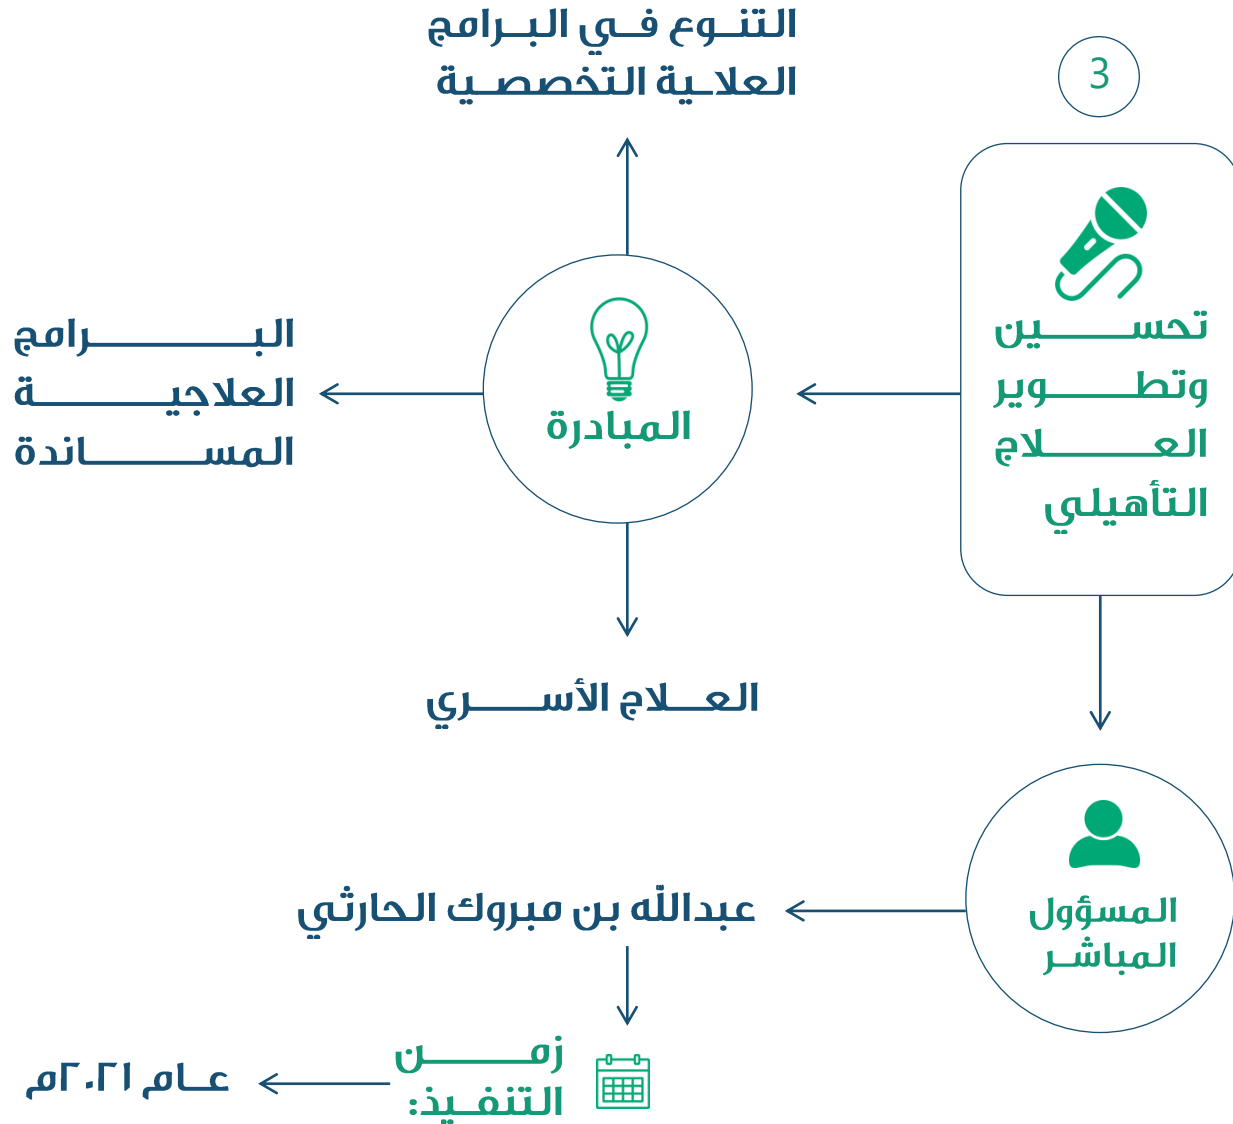 3
تحسين
وتطوير
العلاج
التأهيلي
المبادرة
التنوع في البرامج
العلاية التخصصية
البرامج
العلاجية
المساندة
العلاج الأسري
المسؤول
المباشر
عبدالله بن مبروك الحارثي
زمن
التنفيذ:
عام ٢٠٢١م